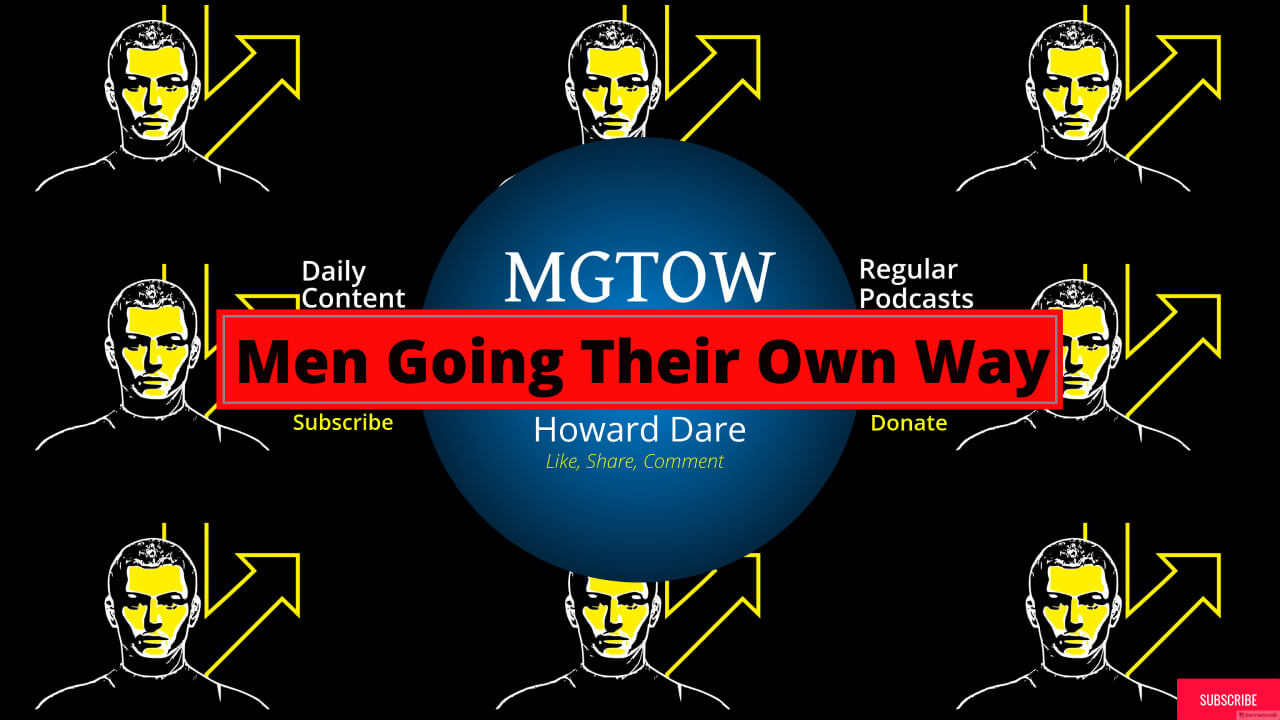 MGTOW
Daily
Content
Regular
Podcasts
Men Going Their Own Way
Subscribe
Howard Dare
Donate
Like, Share, Comment
SUBSCRIBE